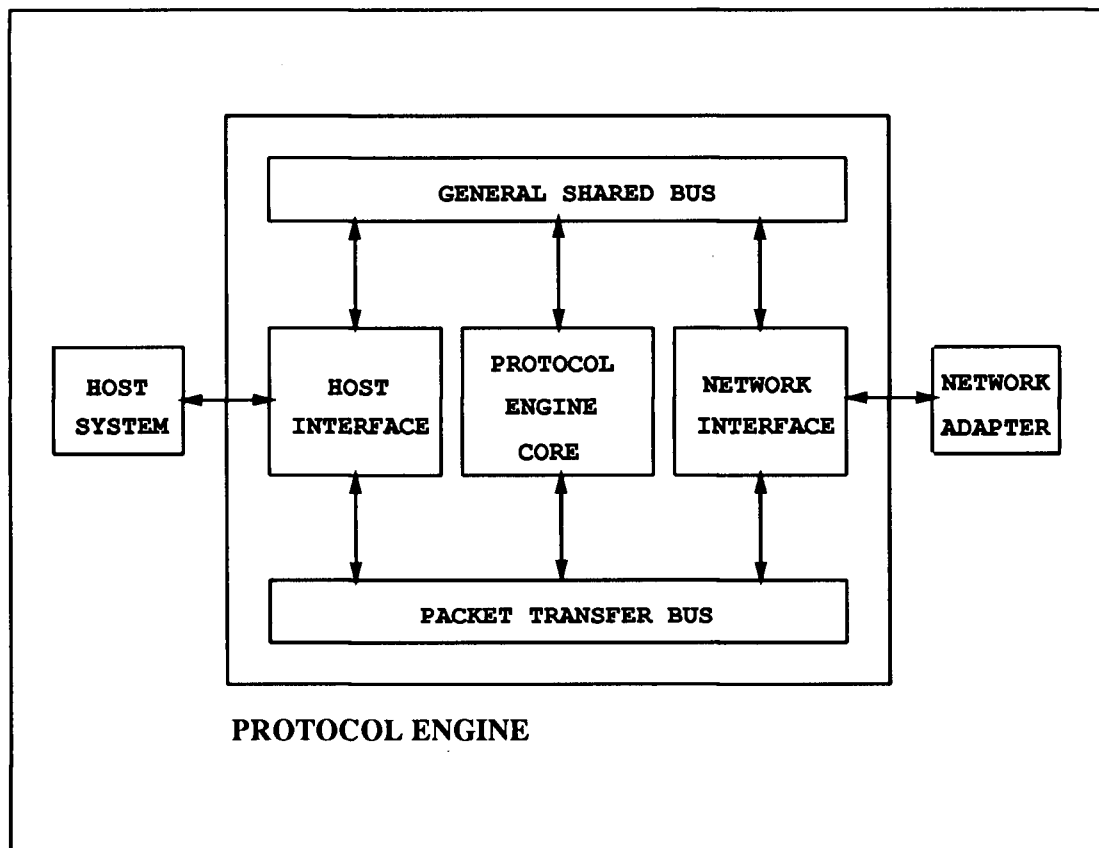 GENERAL SHARED BUS
HOST
SYSTEM
HOST
INTERFACE
PROTOCOL
ENGINE
CORE
NETWORK
INTERFACE
NETWORK
ADAPTER
PACKET TRANSFER BUS
PROTOCOL ENGINE